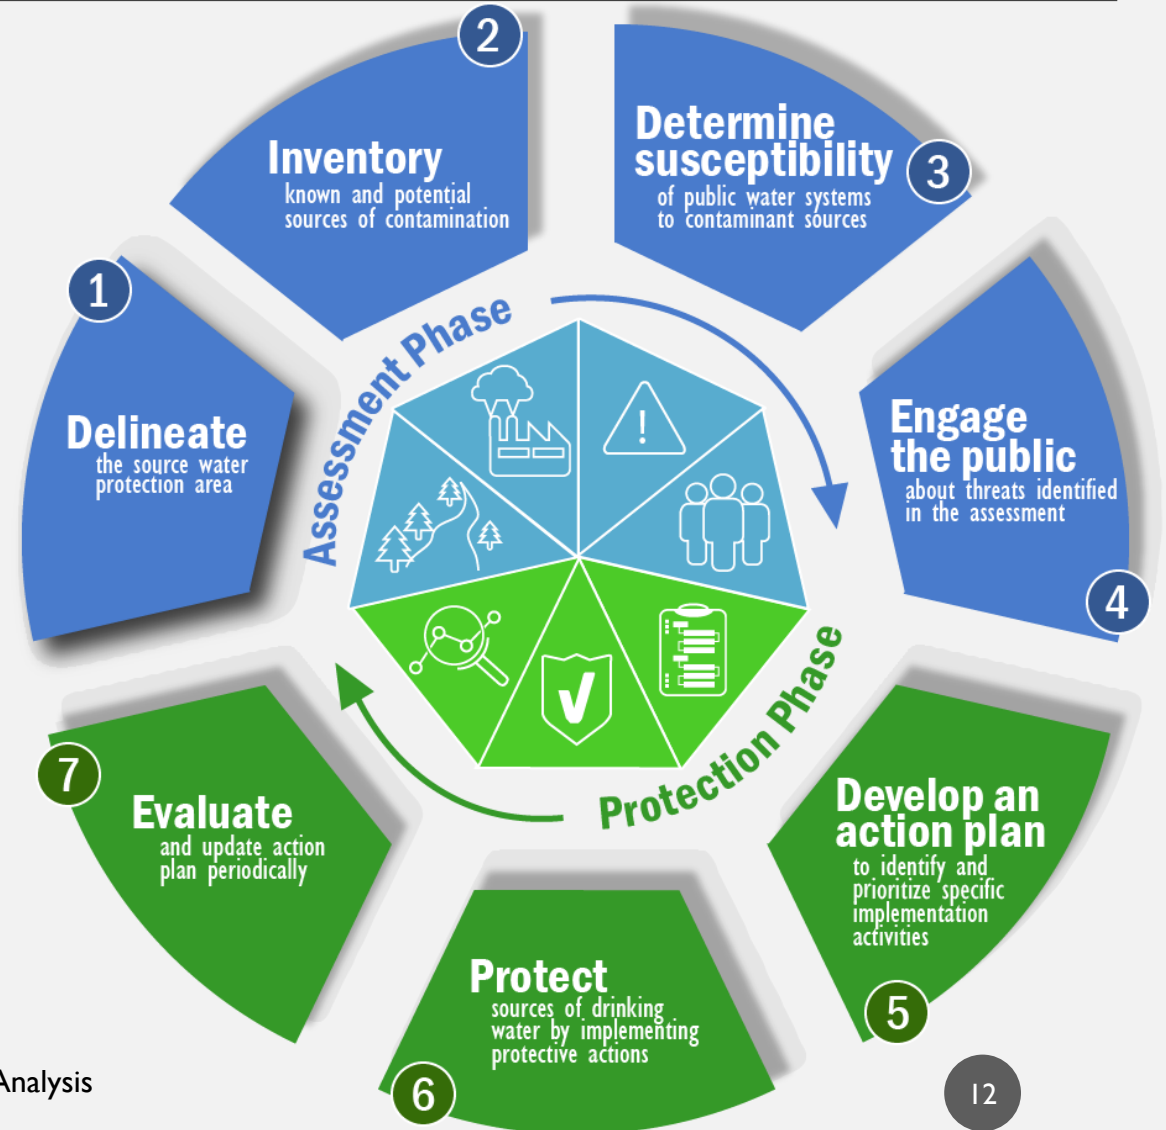 1
Delineate
the source water
protection area
2
Inventory
known and potential
sources of contamination
3
Determine
susceptibility
of public water systems
to contaminant sources
4
Engage
the public
about threats identified
in the assessment
5
Develop an
action plan
to identify and
prioritize specific
implementation
activities
6
Protect
sources of drinking
water by implementing
protective actions
7
Evaluate
and update action
plan periodically
Assessment Phase
!
Protection Phase
Analysis
12